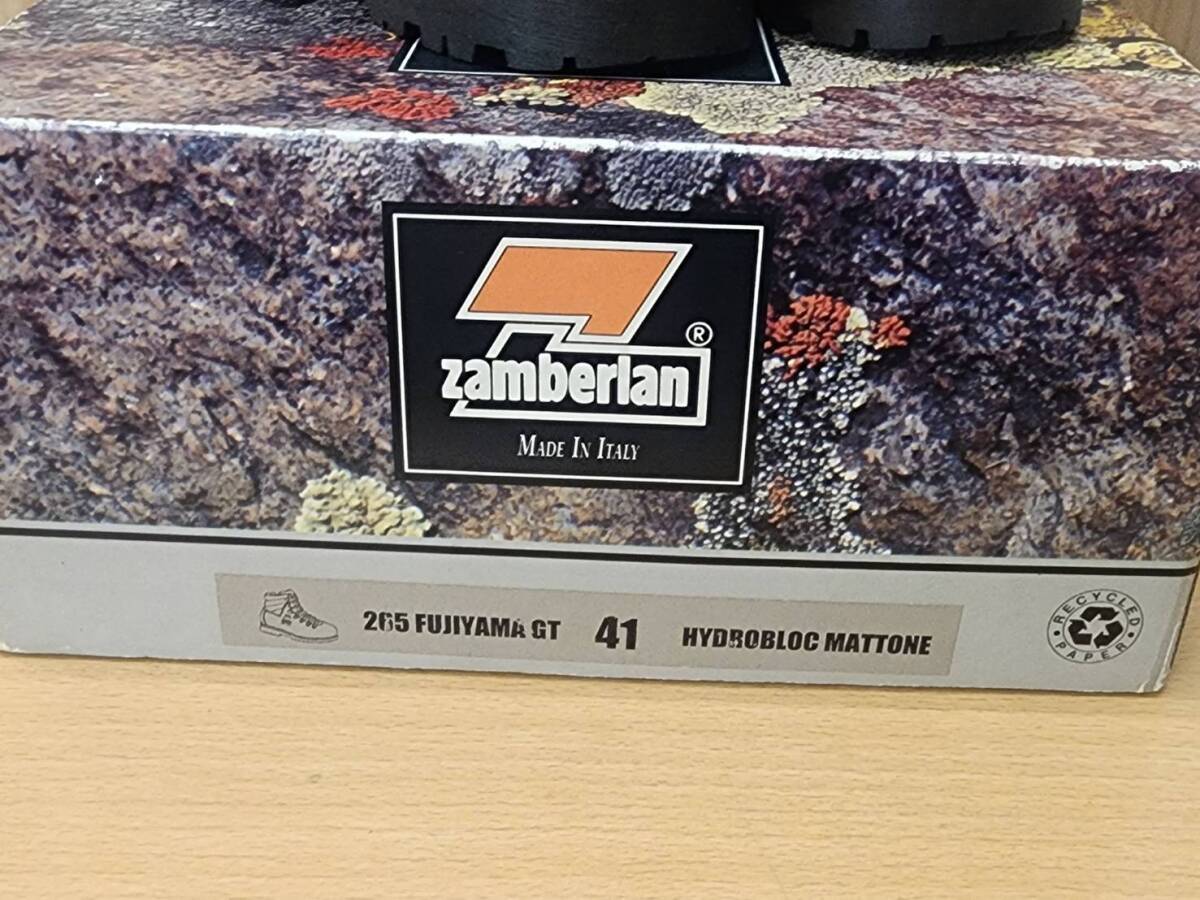 zamberlan ®
MADE IN ITALY
265 FUJIYAMA GT 41 HYDROBLOC MATTONE
RECYCLED PAPER